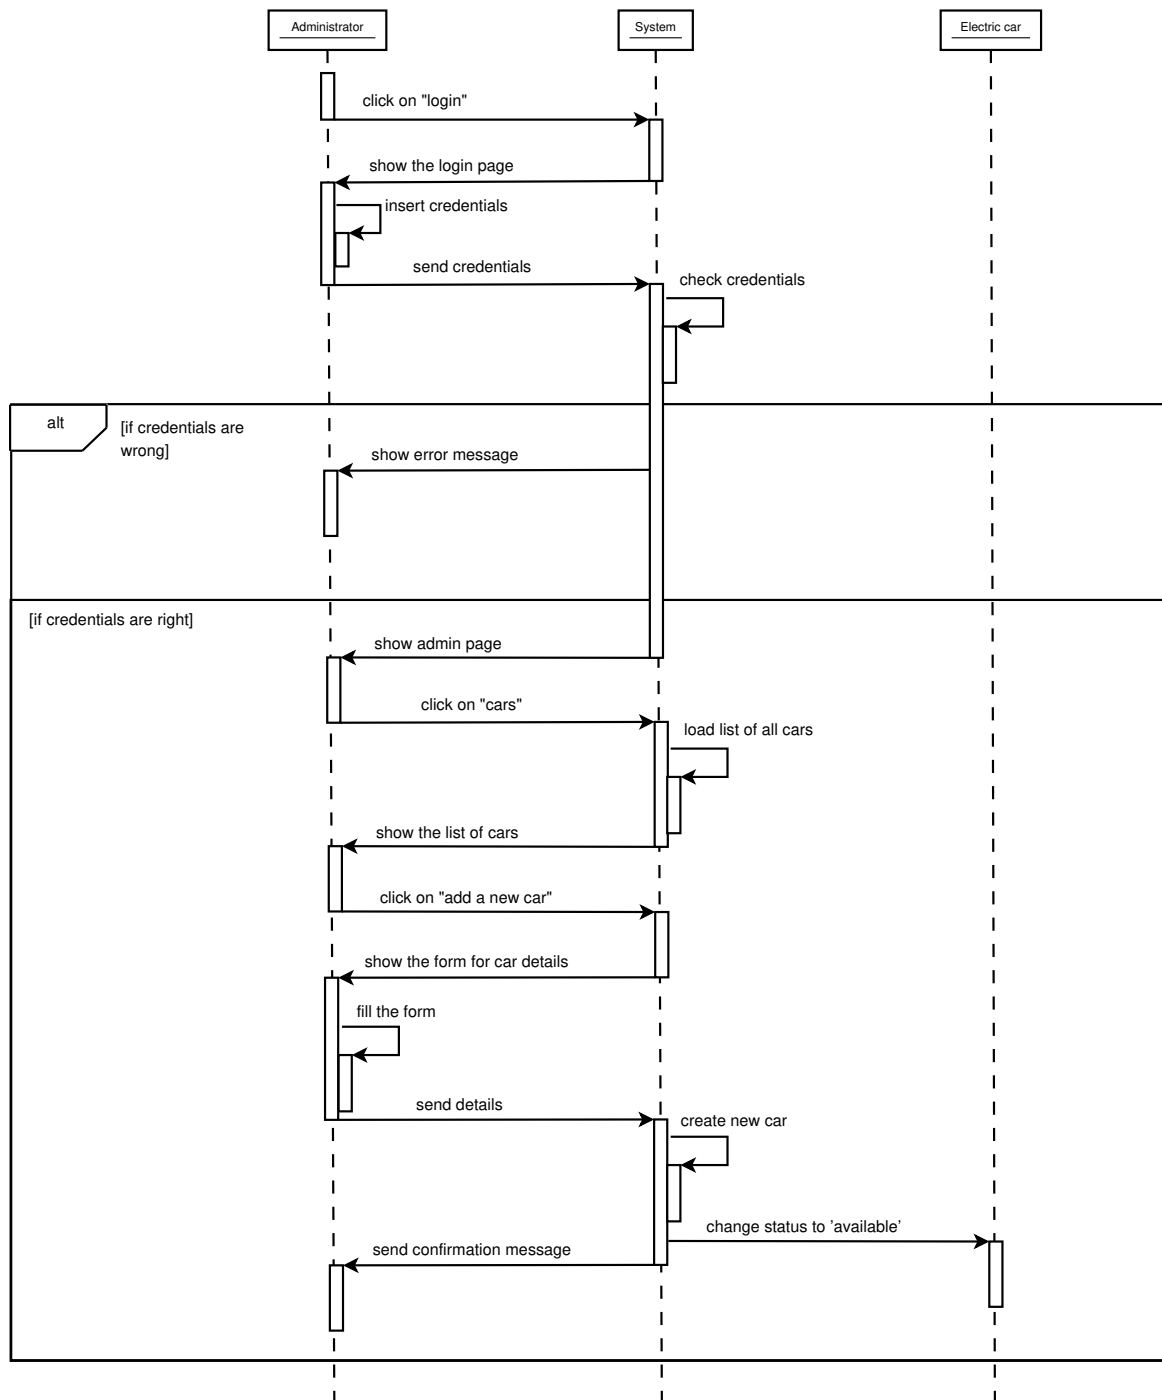 Administrator
System
Electric car
click on "login"
show the login page
insert credentials
send credentials
check credentials
alt
[if credentials are
wrong]
show error message
[if credentials are right]
show admin page
click on "cars"
load list of all cars
show the list of cars
click on "add a new car"
show the form for car details
fill the form
send details
create new car
change status to ’available’
send confirmation message